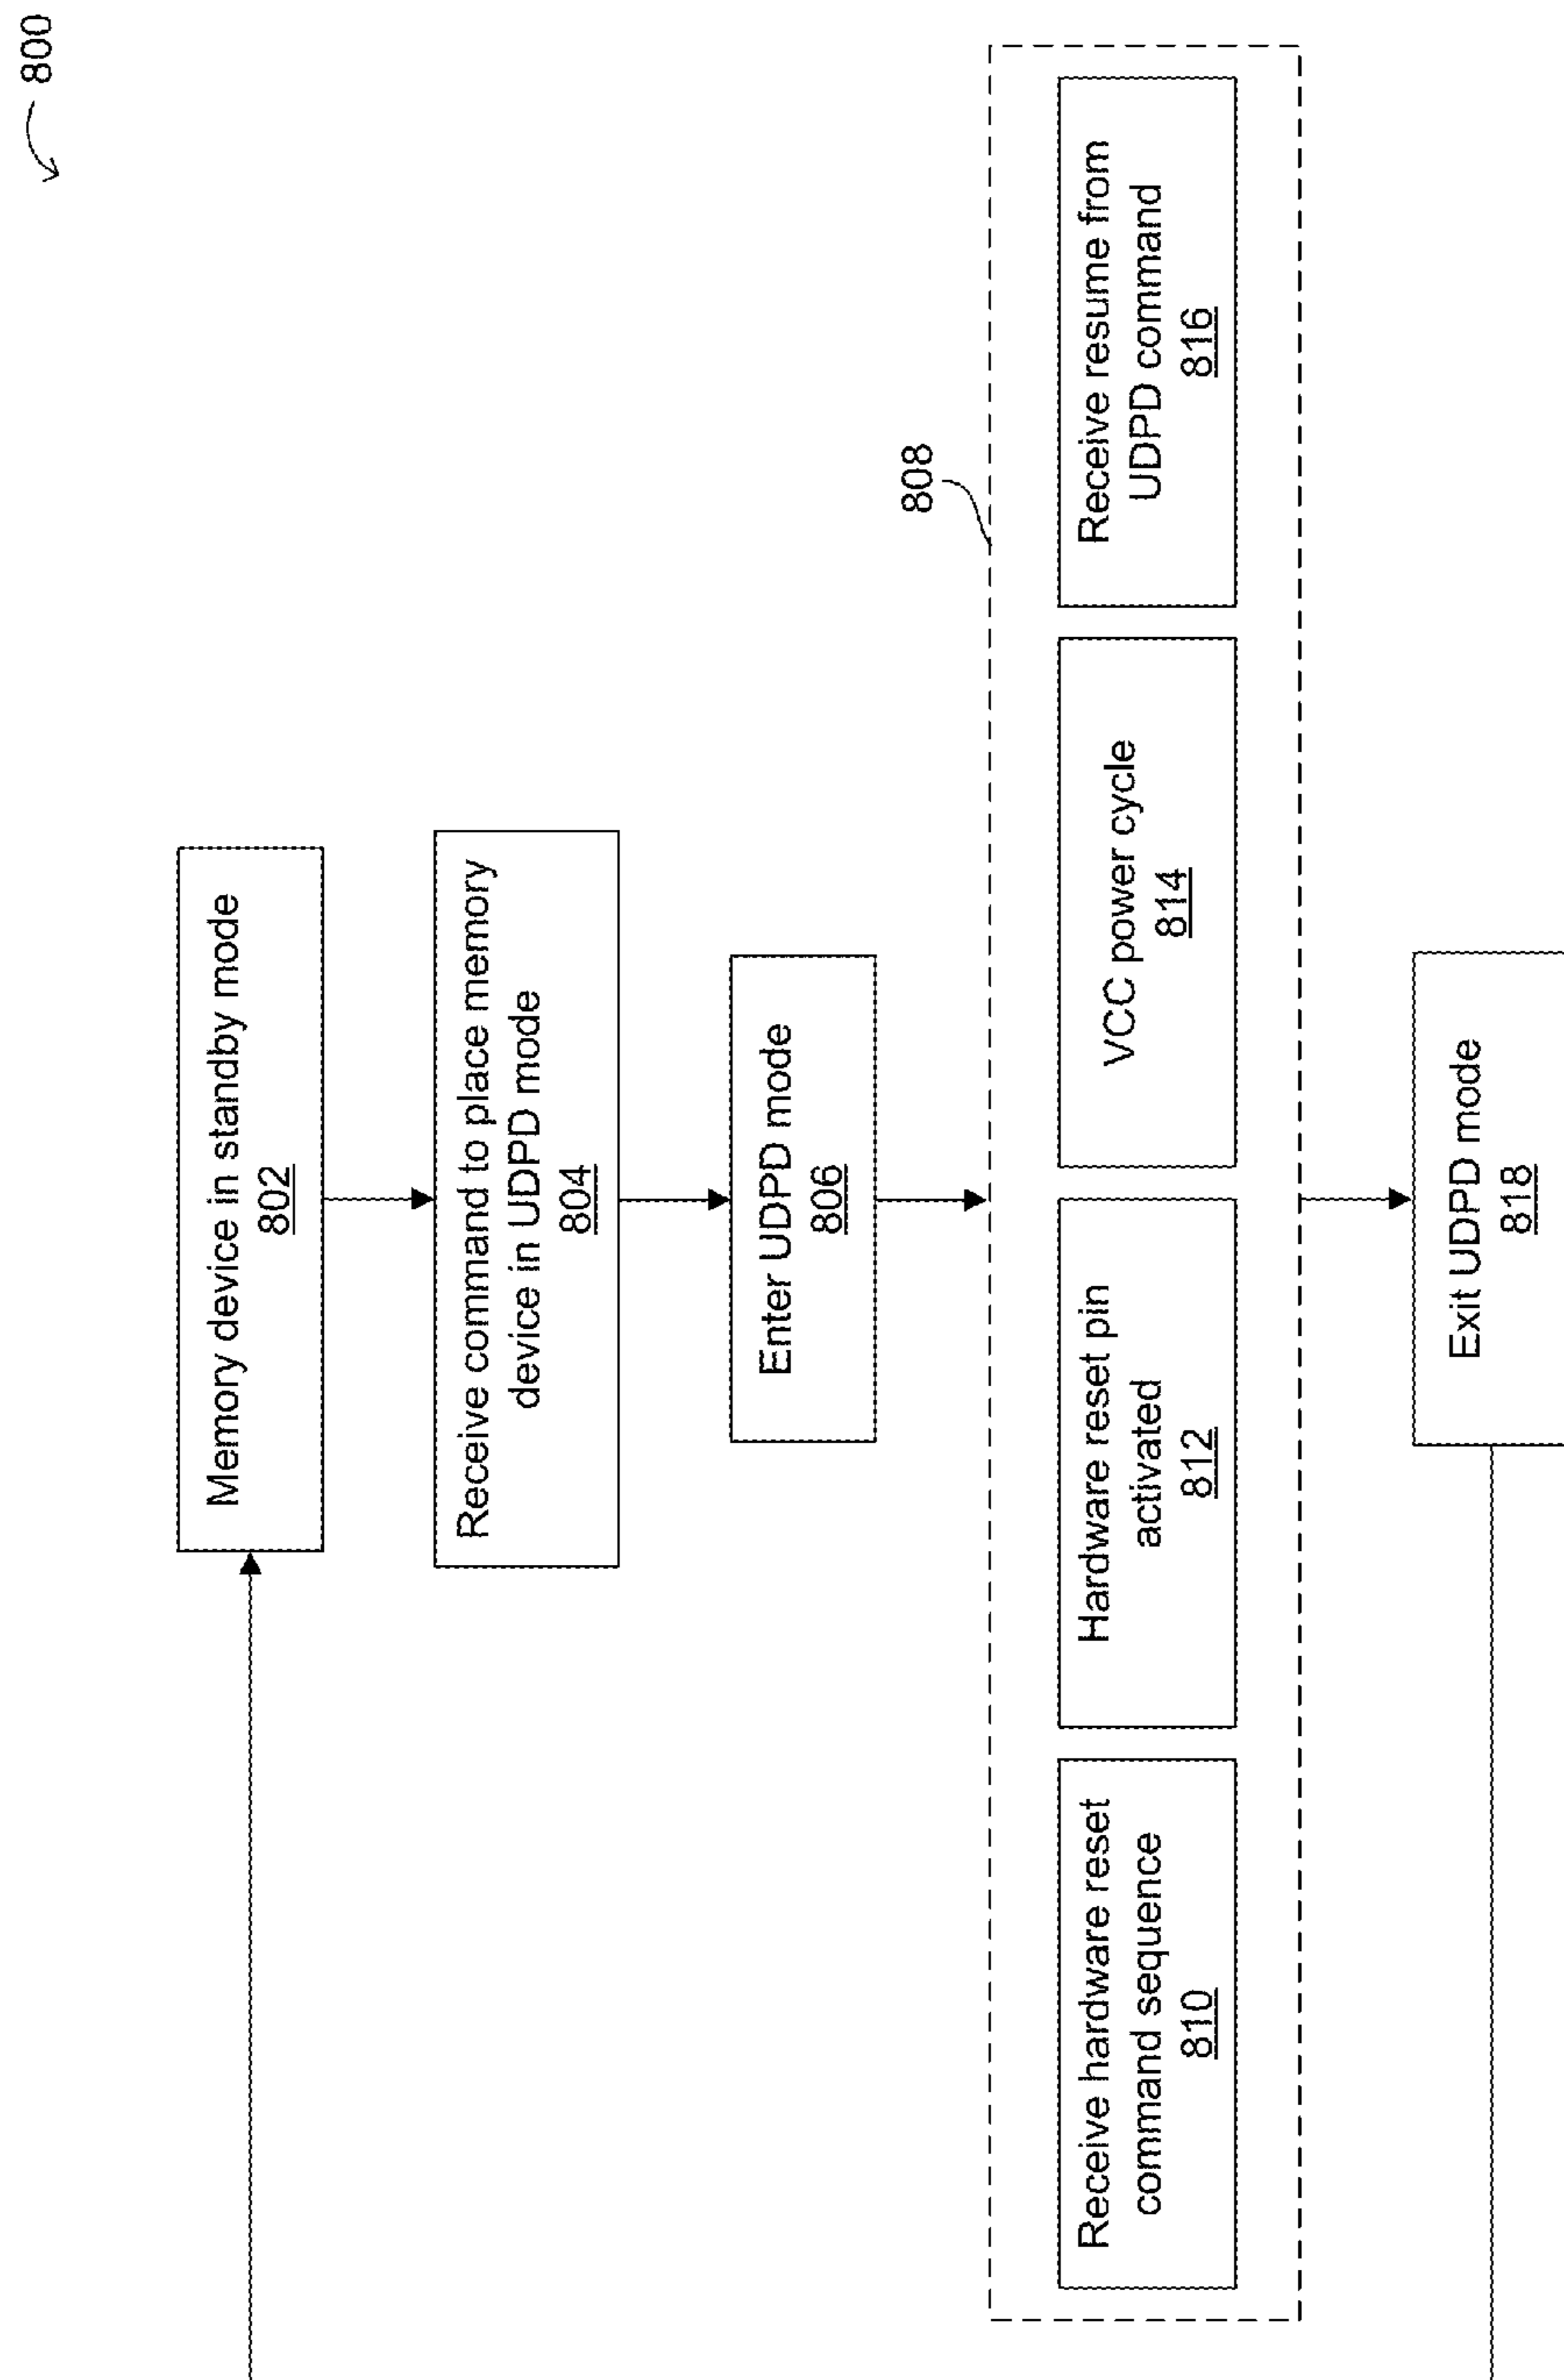 800
Memory device in standby mode
802
Receive command to place memory
device in UDPD mode
804
Enter UDPD mode
806
808
Receive hardware reset
command sequence
810
Hardware reset pin
activated
812
VCC power cycle
814
Receive resume from
UDPD command
816
Exit UDPD mode
818